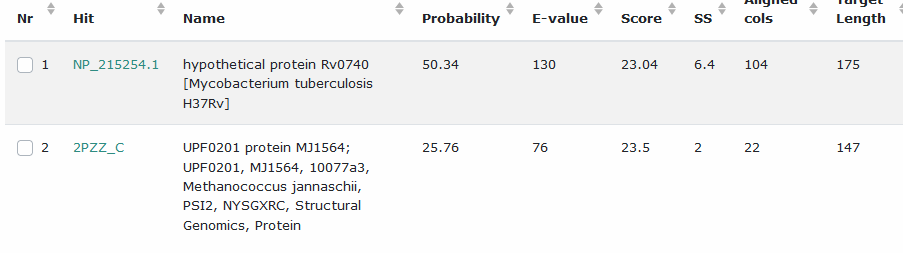 Nr Hit Name Probability E-value Score SS Aligned cols Target Length
1 NP_215254.1 hypothetical protein Rv0740 50.34 130 23.04 6.4 104 175
[Mycobacterium tuberculosis
H37Rv]
2 2PZZ_C UPF0201 protein MJ1564; 25.76 76 23.5 2 22 147
UPF0201, MJ1564, 10077a3,
Methanococcus jannaschii,
PSI2, NYSGXRC, Structural
Genomics, Protein